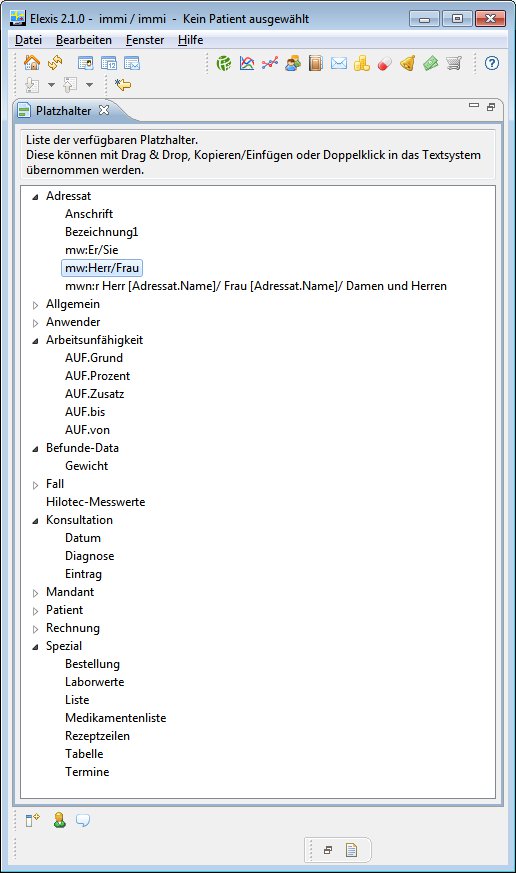 Elexis 2.1.0 - immi / immi - Kein Patient ausgewählt
Datei Bearbeiten Fenster Hilfe
Platzhalter
Liste der verfügbaren Platzhalter.
Diese können mit Drag & Drop, Kopieren/Einfügen oder Doppelklick in das Textsystem
übernommen werden.
Adressat
Anschrift
Bezeichnung1
mw:Er/Sie
mw:Herr/Frau
mwn:r Herr [Adressat.Name]/ Frau [Adressat.Name]/ Damen und Herren
Allgemein
Anwender
Arbeitsunfähigkeit
AUF.Grund
AUF.Prozent
AUF.Zusatz
AUF.bis
AUF.von
Befunde-Data
Gewicht
Fall
Hilotec-Messwerte
Konsultation
Datum
Diagnose
Eintrag
Mandant
Patient
Rechnung
Spezial
Bestellung
Laborwerte
Liste
Medikamentenliste
Rezeptzeilen
Tabelle
Termine